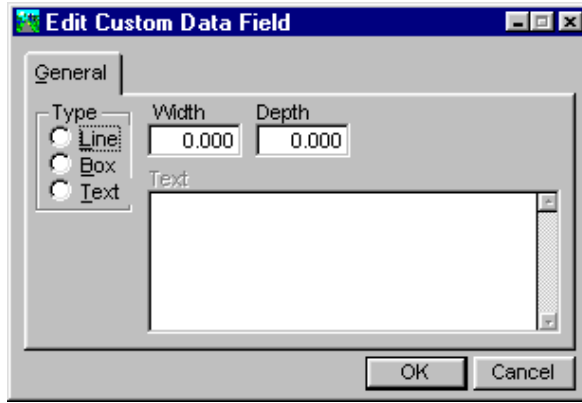 Edit Custom Data Field
General
Type
Width Depth
Line
0.000 0.000
Box
Text
Text
OK Cancel